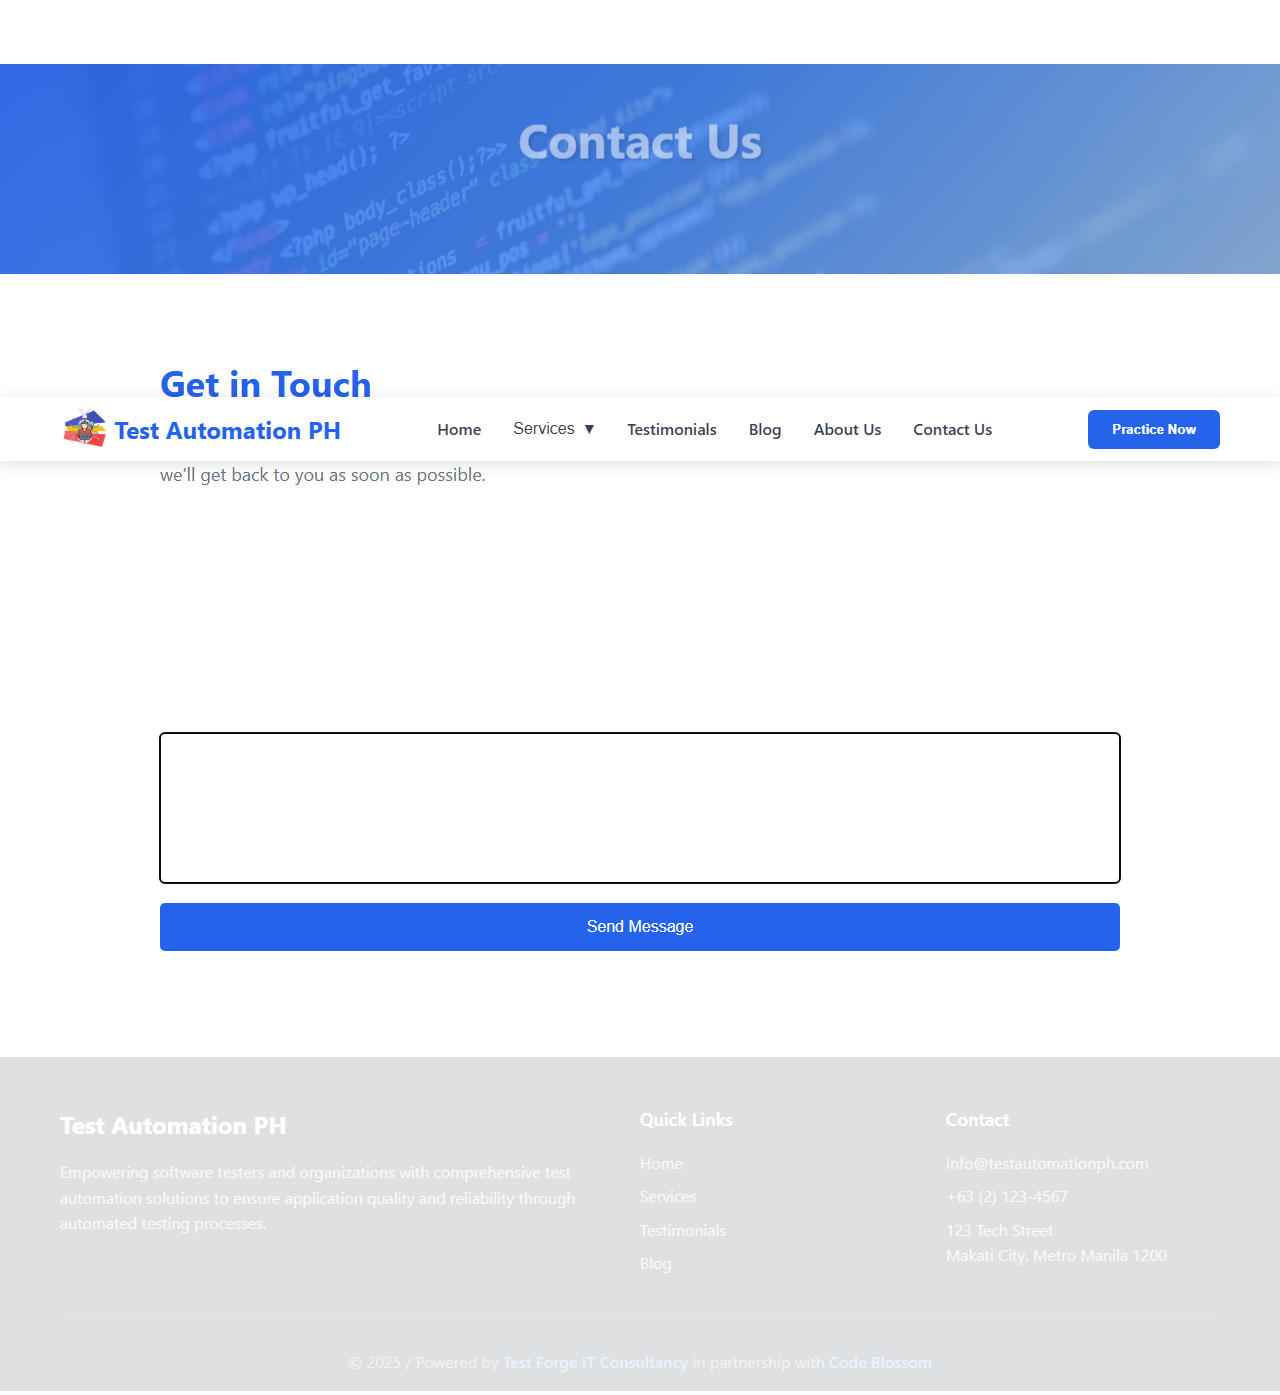 Contact Us
Get in Touch
Test Automation PH
Home
Services ▼
Testimonials
Blog
About Us
Contact Us
Practice Now
we'll get back to you as soon as possible.
Send Message
Test Automation PH
Empowering software testers and organizations with comprehensive test
automation solutions to ensure application quality and reliability through
automated testing processes.
Quick Links
Home
Services
Testimonials
Blog
Contact
info@testautomationph.com
+63 (2) 123-4567
123 Tech Street
Makati City, Metro Manila 1200
© 2025 / Powered by Test Forge IT Consultancy in partnership with Code Blossom